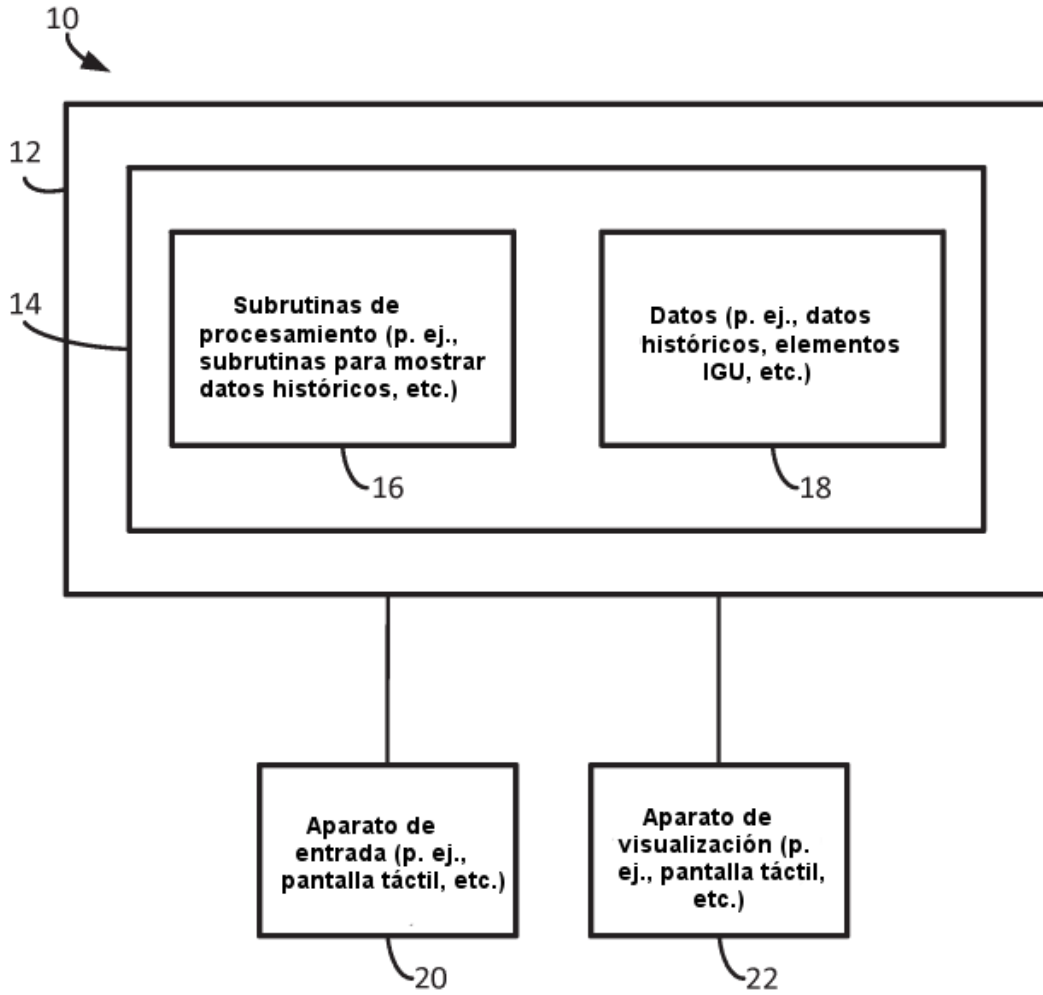 10
12
14
Subrutinas de
procesamiento (p. ej.,
subrutinas para mostrar
datos históricos, etc.)
16
Datos (p. ej., datos
históricos, elementos
IGU, etc.)
18
Aparato de
entrada (p. ej.,
pantalla táctil, etc.)
20
Aparato de
visualización (p.
ej., pantalla táctil,
etc.)
22